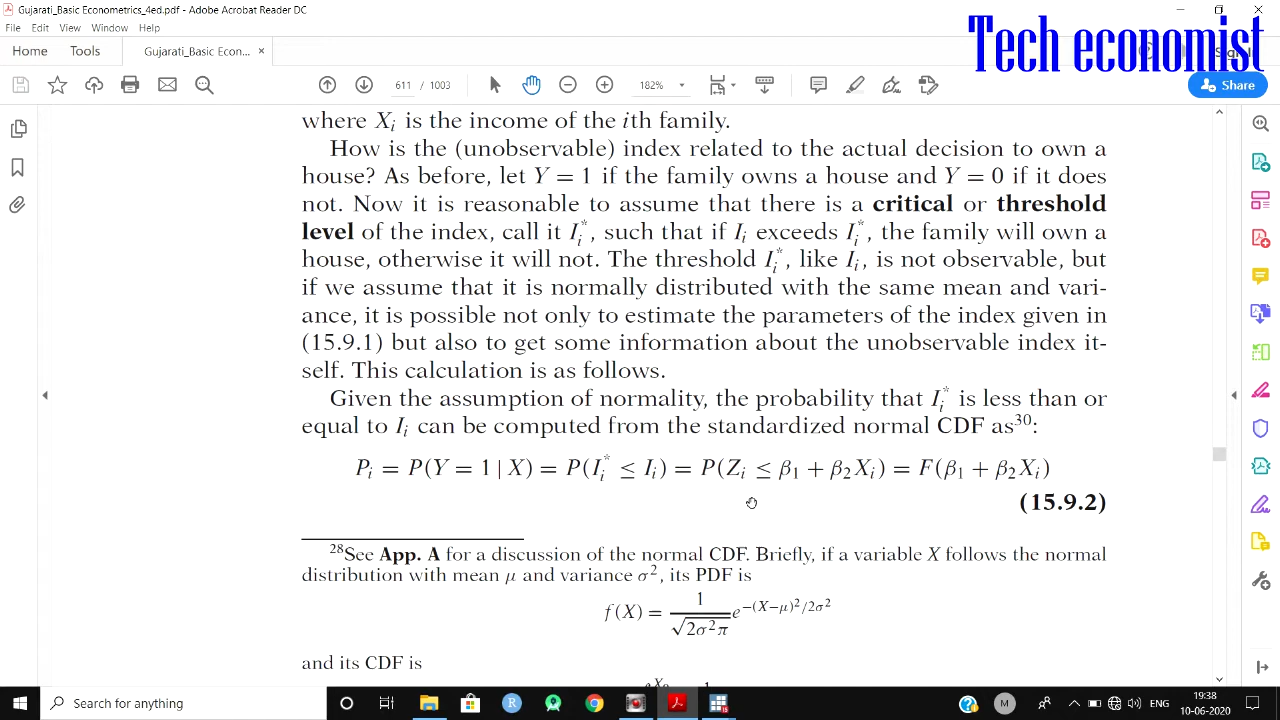 Gujarati_Basic Econometrics_4ed.pdf - Adobe Acrobat Reader DC
File Edit View Window Help
Tech economist
Home Tools Gujarati_Basic Econ... ×
611 / 1003 182% Share
where Xᵢ is the income of the ith family.
How is the (unobservable) index related to the actual decision to own a
house? As before, let Y = 1 if the family owns a house and Y = 0 if it does
not. Now it is reasonable to assume that there is a critical or threshold
level of the index, call it Iᵢ*, such that if Iᵢ exceeds Iᵢ*, the family will own a
house, otherwise it will not. The threshold Iᵢ*, like Iᵢ, is not observable, but
if we assume that it is normally distributed with the same mean and vari-
ance, it is possible not only to estimate the parameters of the index given in
(15.9.1) but also to get some information about the unobservable index it-
self. This calculation is as follows.
Given the assumption of normality, the probability that Iᵢ* is less than or
equal to Iᵢ can be computed from the standardized normal CDF as³⁰:
Pᵢ = P(Y = 1 | X) = P(Iᵢ* ≤ Iᵢ) = P(Zᵢ ≤ β₁ + β₂Xᵢ) = F(β₁ + β₂Xᵢ)
(15.9.2)
²⁸See App. A for a discussion of the normal CDF. Briefly, if a variable X follows the normal
distribution with mean μ and variance σ², its PDF is
f(X) = 1/√(2σ²π) e^(−(X−μ)²/2σ²)
and its CDF is
Search for anything
ENG
19:38
10-06-2020